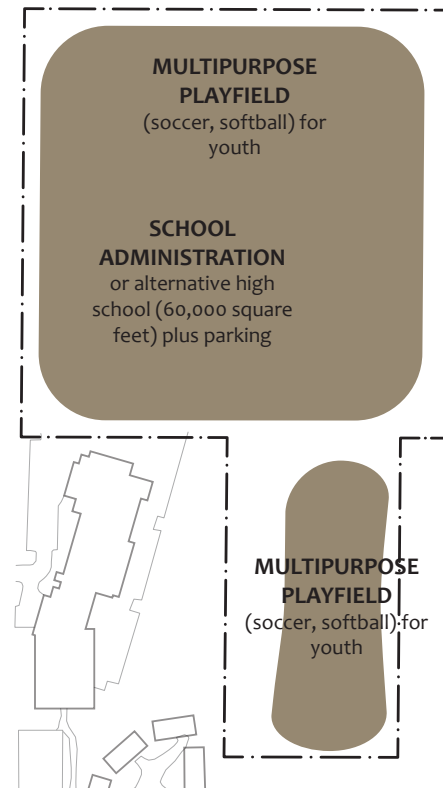 MULTIPURPOSE
PLAYFIELD
(soccer, softball) for
youth
SCHOOL
ADMINISTRATION
or alternative high
school (60,000 square
feet) plus parking
MULTIPURPOSE
PLAYFIELD
(soccer, softball) for
youth